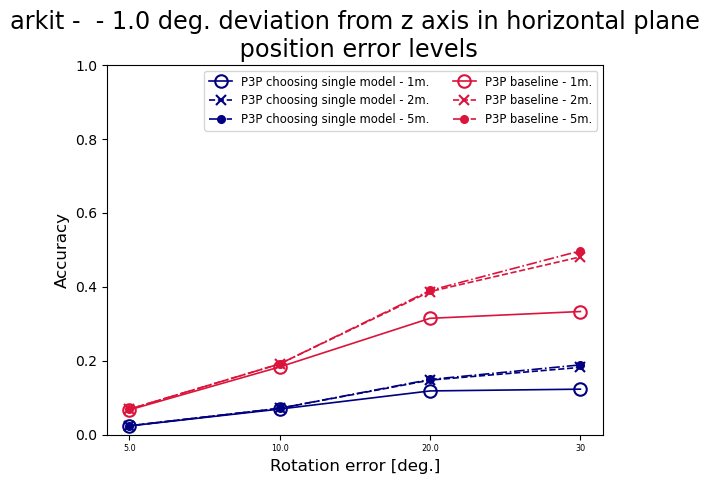 arkit -  - 1.0 deg. deviation from z axis in horizontal plane
position error levels
P3P choosing single model - 1m.
P3P choosing single model - 2m.
P3P choosing single model - 5m.
P3P baseline - 1m.
P3P baseline - 2m.
P3P baseline - 5m.
Accuracy
1.0
0.8
0.6
0.4
0.2
0.0
5.0 10.0 20.0 30
Rotation error [deg.]